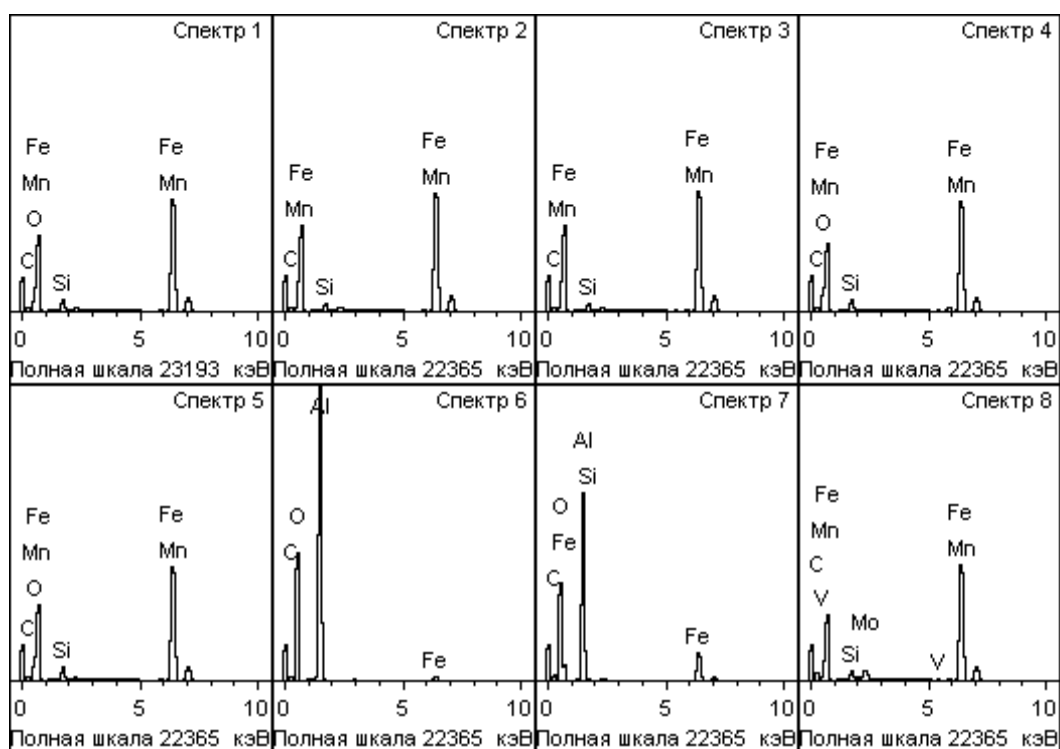 Спектр 1
Fe
Fe
Mn
Mn
O
C
Si
0 5 10
Полная шкала 23193 кэВ
Спектр 2
Fe
Fe
Mn
Mn
C
Si
0 5 10
Полная шкала 22365 кэВ
Спектр 3
Fe
Fe
Mn
Mn
C
Si
0 5 10
Полная шкала 22365 кэВ
Спектр 4
Fe
Fe
Mn
Mn
O
C
Si
0 5 10
Полная шкала 22365 кэВ
Спектр 5
Fe
Fe
Mn
Mn
O
C
Si
0 5 10
Полная шкала 22365 кэВ
Спектр 6
Al
O
C
Fe
0 5 10
Полная шкала 22365 кэВ
Спектр 7
Al
Si
O
Fe
C
Fe
0 5 10
Полная шкала 22365 кэВ
Спектр 8
Fe
Fe
Mn
Mn
C
V
Mo
Si
V
0 5 10
Полная шкала 22365 кэВ